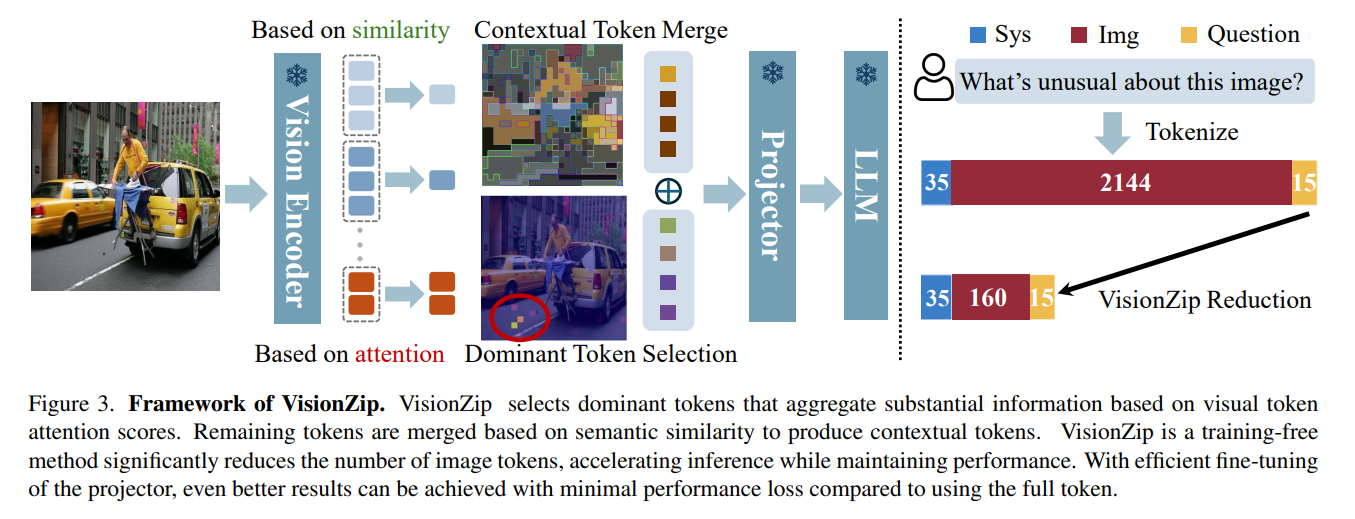 Based on similarity
Contextual Token Merge
Vision Encoder
Based on attention
Dominant Token Selection
Projector
LLM
Sys
Img
Question
What's unusual about this image?
Tokenize
35
2144
15
35
160
15
VisionZip Reduction
Figure 3. Framework of VisionZip. VisionZip selects dominant tokens that aggregate substantial information based on visual token
attention scores. Remaining tokens are merged based on semantic similarity to produce contextual tokens. VisionZip is a training-free
method significantly reduces the number of image tokens, accelerating inference while maintaining performance. With efficient fine-tuning
of the projector, even better results can be achieved with minimal performance loss compared to using the full token.